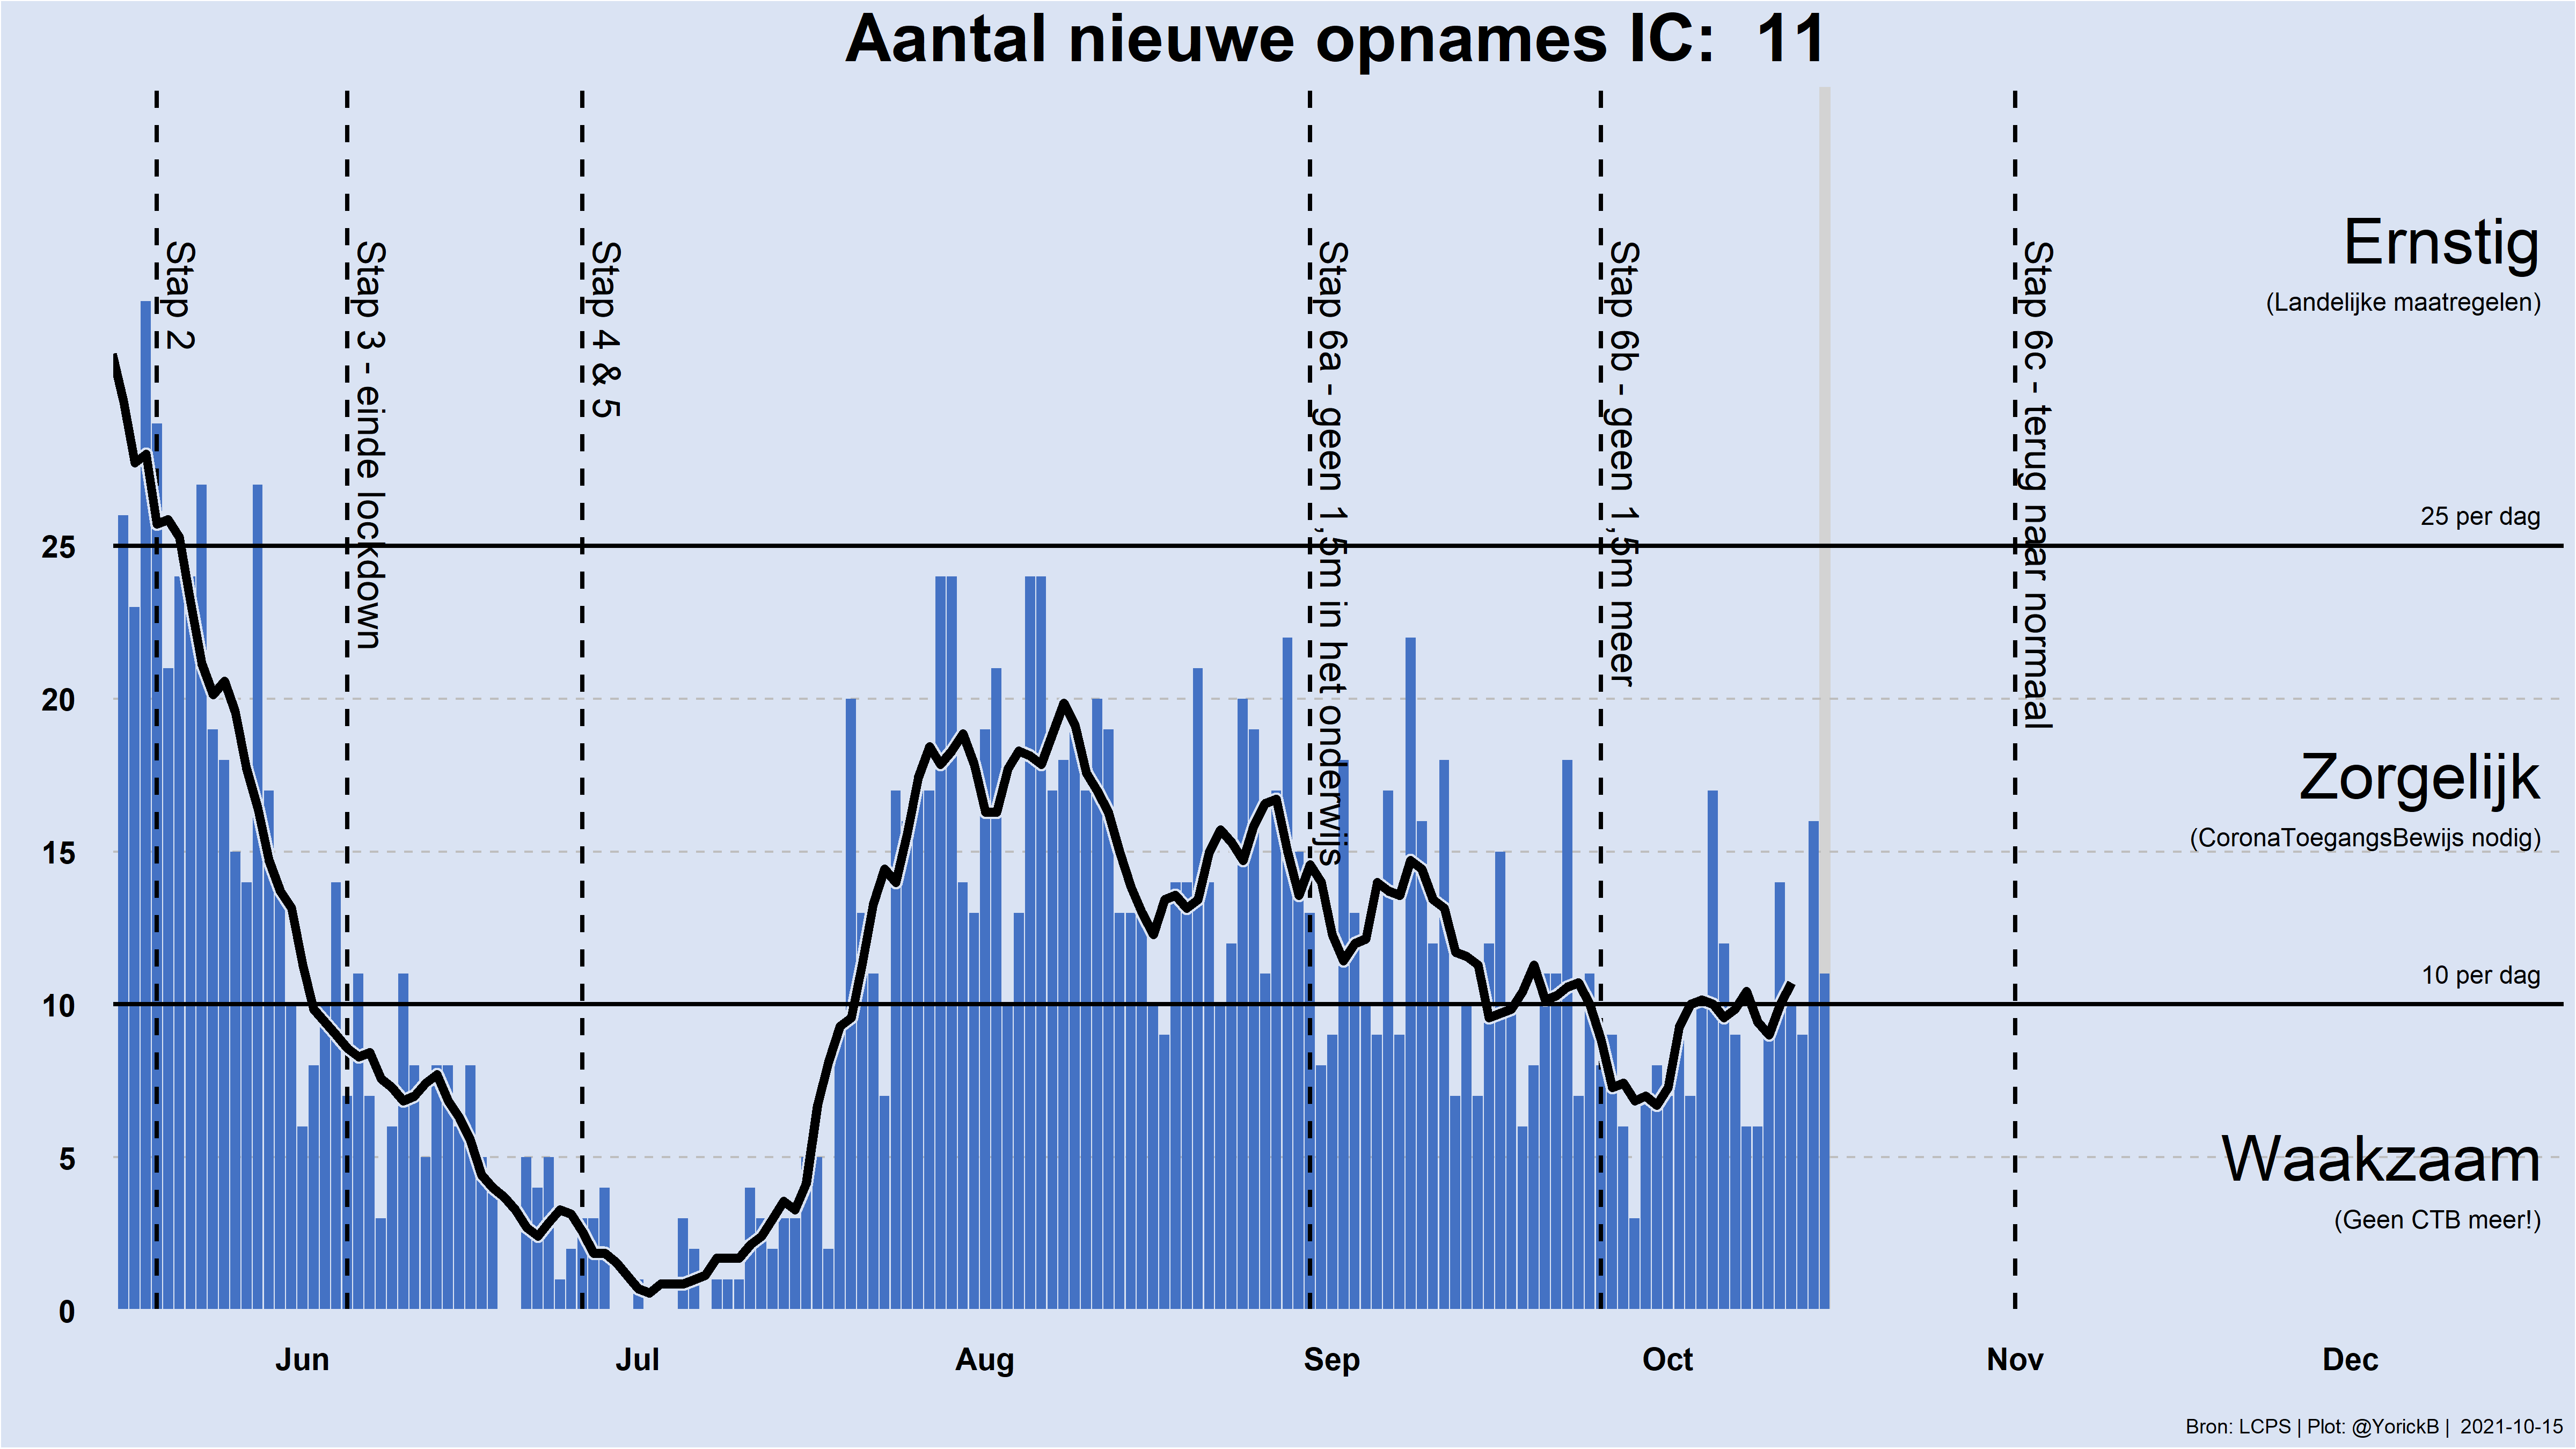 Aantal nieuwe opnames IC:  11
Stap 2
Stap 3 - einde lockdown
Stap 4 & 5
Stap 6a - geen 1,5m in het onderwijs
Stap 6b - geen 1,5m meer
Stap 6c - terug naar normaal
Ernstig
(Landelijke maatregelen)
25 per dag
25
20
Zorgelijk
(CoronaToegangsBewijs nodig)
15
10 per dag
10
Waakzaam
5
(Geen CTB meer!)
0
Jun Jul Aug Sep Oct Nov Dec
Bron: LCPS | Plot: @YorickB |  2021-10-15